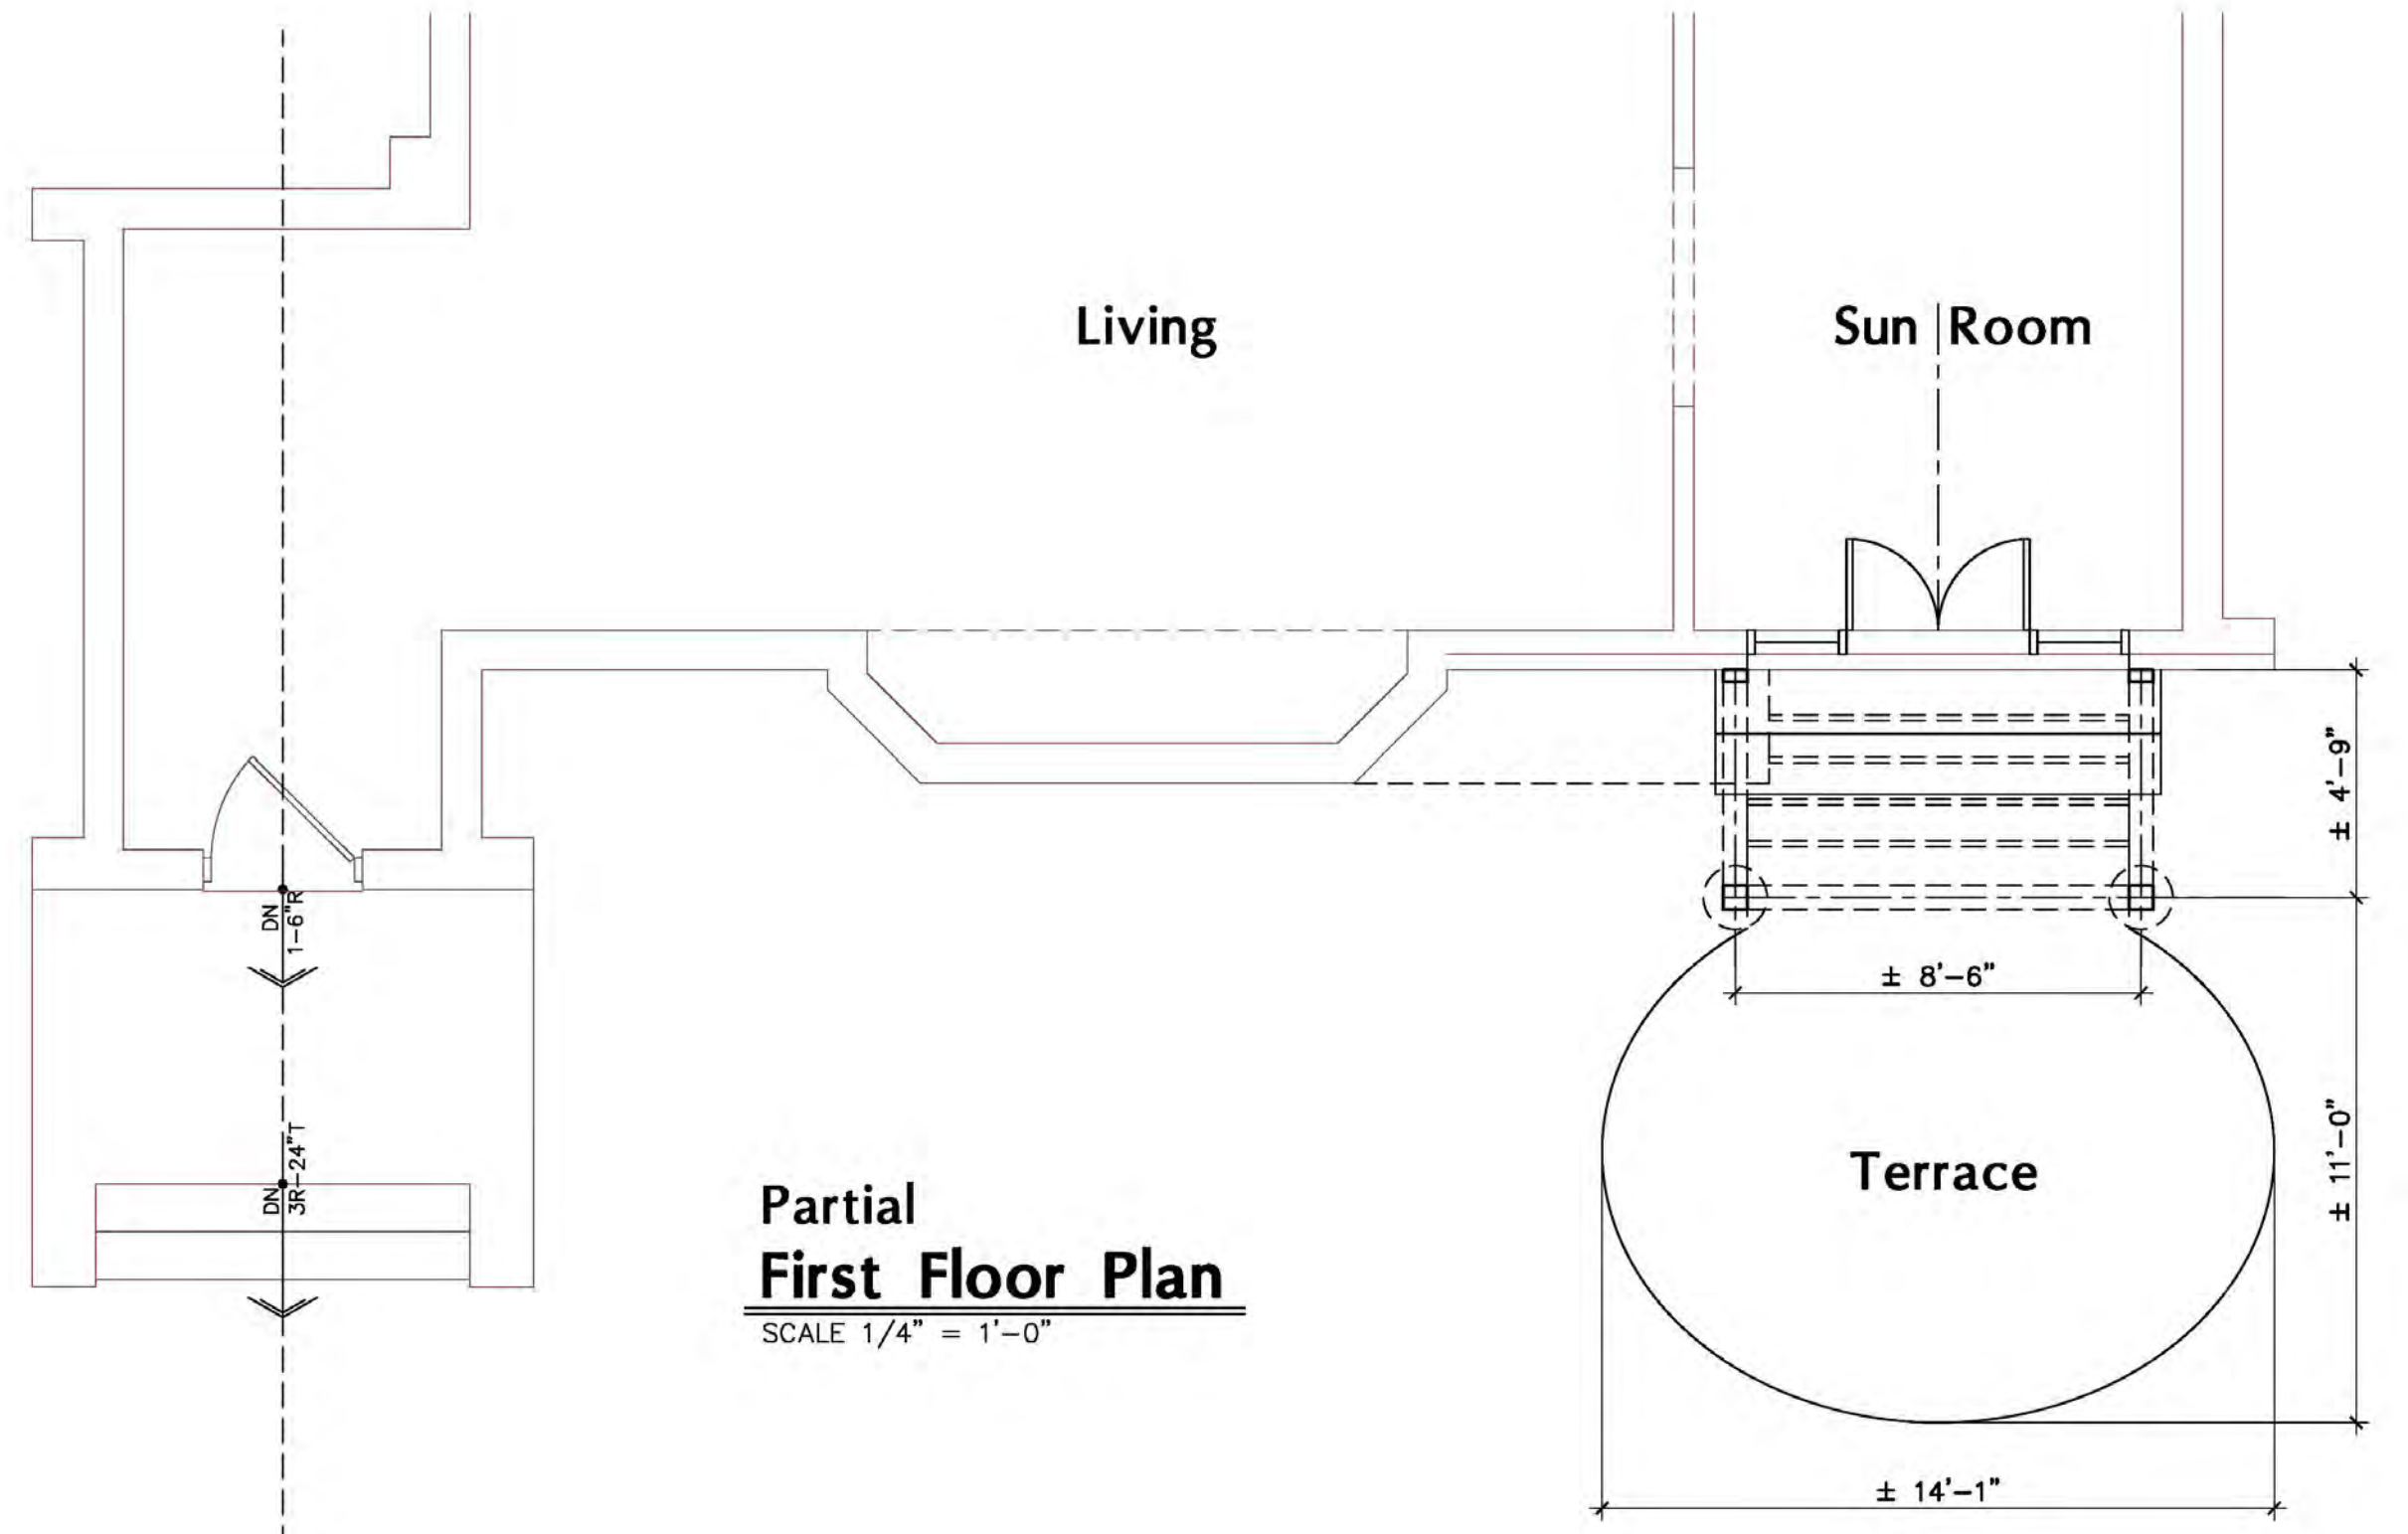 Living
Sun Room
± 4'-9"
DN
1-6"R
± 8'-6"
DN
3R-24"T
Terrace
± 11'-0"
Partial
First Floor Plan
SCALE 1/4" = 1'-0"
± 14'-1"